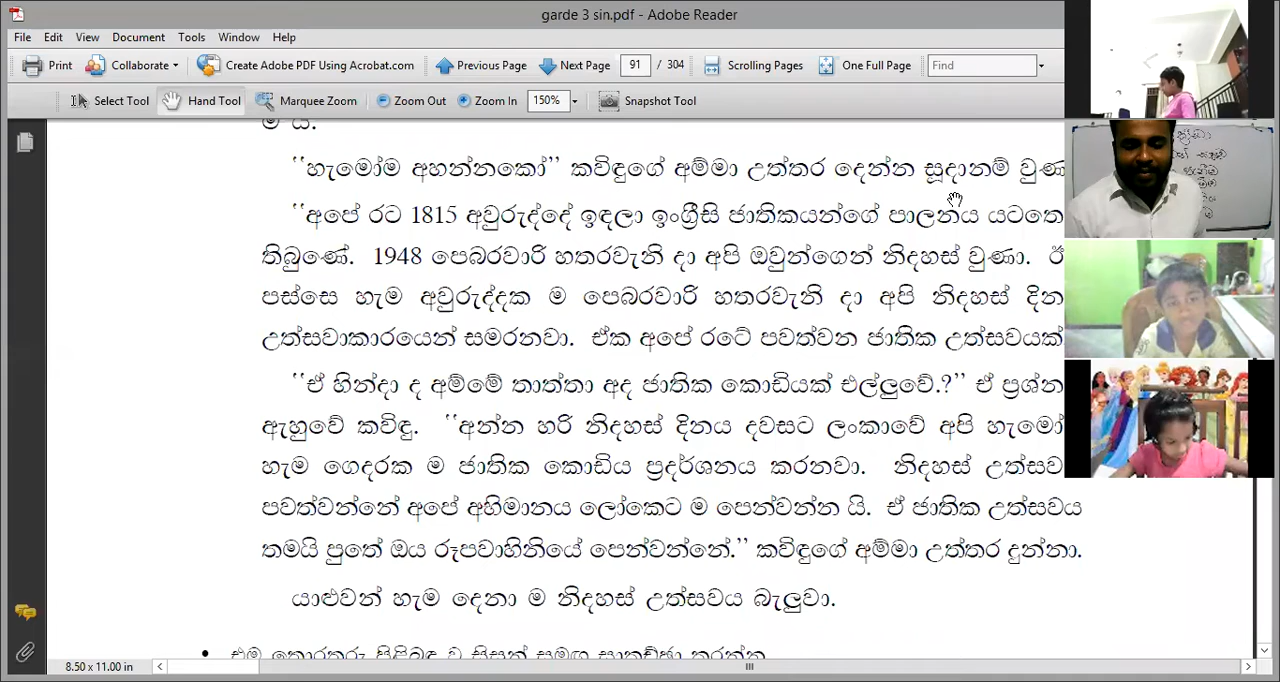 garde 3 sin.pdf - Adobe Reader
File Edit View Document Tools Window Help
Print Collaborate Create Adobe PDF Using Acrobat.com Previous Page 91 / 304 Next Page Scrolling Pages One Full Page Find
Select Tool Hand Tool Marquee Zoom Zoom Out Zoom In 150% Snapshot Tool
ම ය.
‘‘හැමෝම අහන්නකෝ’’ කවිඳුගේ අම්මා උත්තර දෙන්න සූදානම් වුණ
‘‘අපේ රට 1815 අවුරුද්දේ ඉඳලා ඉංග්‍රීසි ජාතිකයන්ගේ පාලනය යටතෙ
තිබුණේ. 1948 පෙබරවාරි හතරවැනි දා අපි ඔවුන්ගෙන් නිදහස් වුණා. ඊ
පස්සෙ හැම අවුරුද්දක ම පෙබරවාරි හතරවැනි දා අපි නිදහස් දින
උත්සවාකාරයෙන් සමරනවා. ඒක අපේ රටේ පවත්වන ජාතික උත්සවයක්
‘‘ඒ හින්දා ද අම්මේ තාත්තා අද ජාතික කොඩියක් එල්ලුවේ.?’’ ඒ ප්‍රශ්න
ඇහුවේ කවිඳු. ‘‘අන්න හරි නිදහස් දිනය දවසට ලංකාවේ අපි හැමෝ
හැම ගෙදරක ම ජාතික කොඩිය ප්‍රදර්ශනය කරනවා. නිදහස් උත්සව
පවත්වන්නේ අපේ අභිමානය ලෝකෙට ම පෙන්වන්න යි. ඒ ජාතික උත්සවය
තමයි පුතේ ඔය රූපවාහිනියේ පෙන්වන්නේ.’’ කවිඳුගේ අම්මා උත්තර දුන්නා.
යාළුවන් හැම දෙනා ම නිදහස් උත්සවය බැලුවා.
• එම තොරතුරු පිළිබඳ ව සිසුන් සමඟ සාකච්ඡා කරන්න
8.50 x 11.00 in